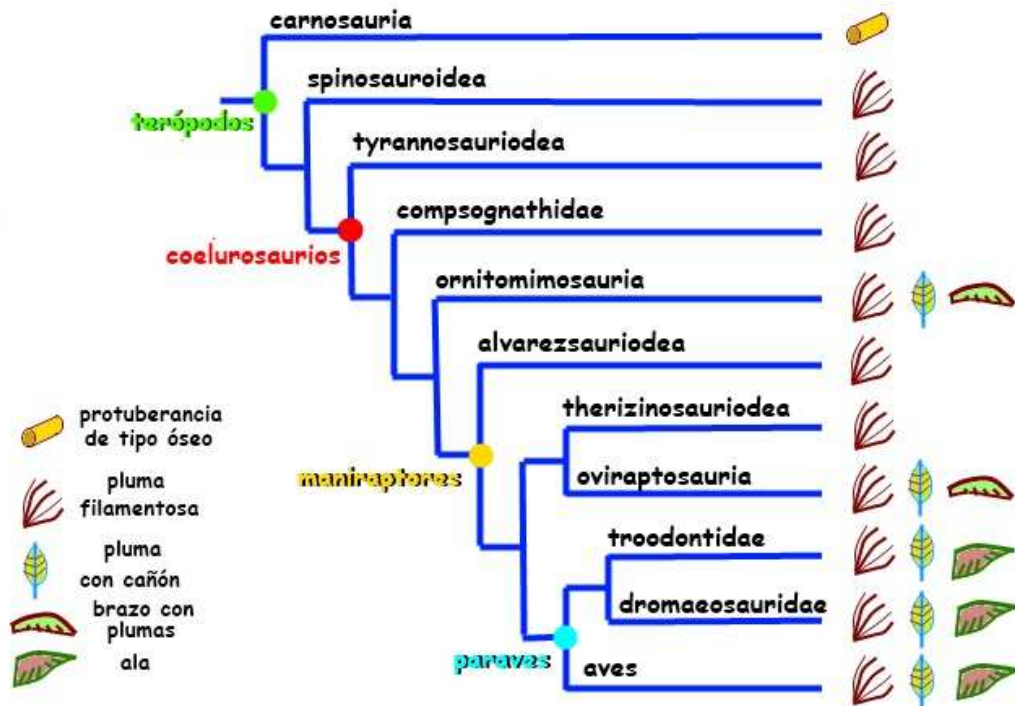 carnosauria
spinosauroidea
terópodos
tyrannosauriodea
compsognathidae
coelurosaurios
ornitomimosauria
alvarezsauriodea
therizinosauriodea
maniraptores
oviraptosauria
troodontidae
dromaeosauridae
paraves
aves
protuberancia
de tipo óseo
pluma
filamentosa
pluma
con cañón
brazo con
plumas
ala